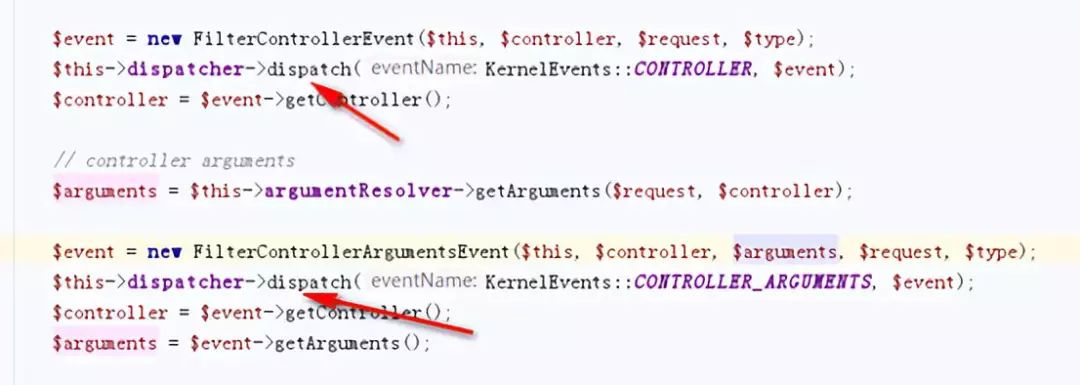 $event = new FilterControllerEvent($this, $controller, $request, $type);
$this->dispatcher->dispatch( eventName: KernelEvents::CONTROLLER, $event);
$controller = $event->getController();
// controller arguments
$arguments = $this->argumentResolver->getArguments($request, $controller);
$event = new FilterControllerArgumentsEvent($this, $controller, $arguments, $request, $type);
$this->dispatcher->dispatch( eventName: KernelEvents::CONTROLLER_ARGUMENTS, $event);
$controller = $event->getController();
$arguments = $event->getArguments();